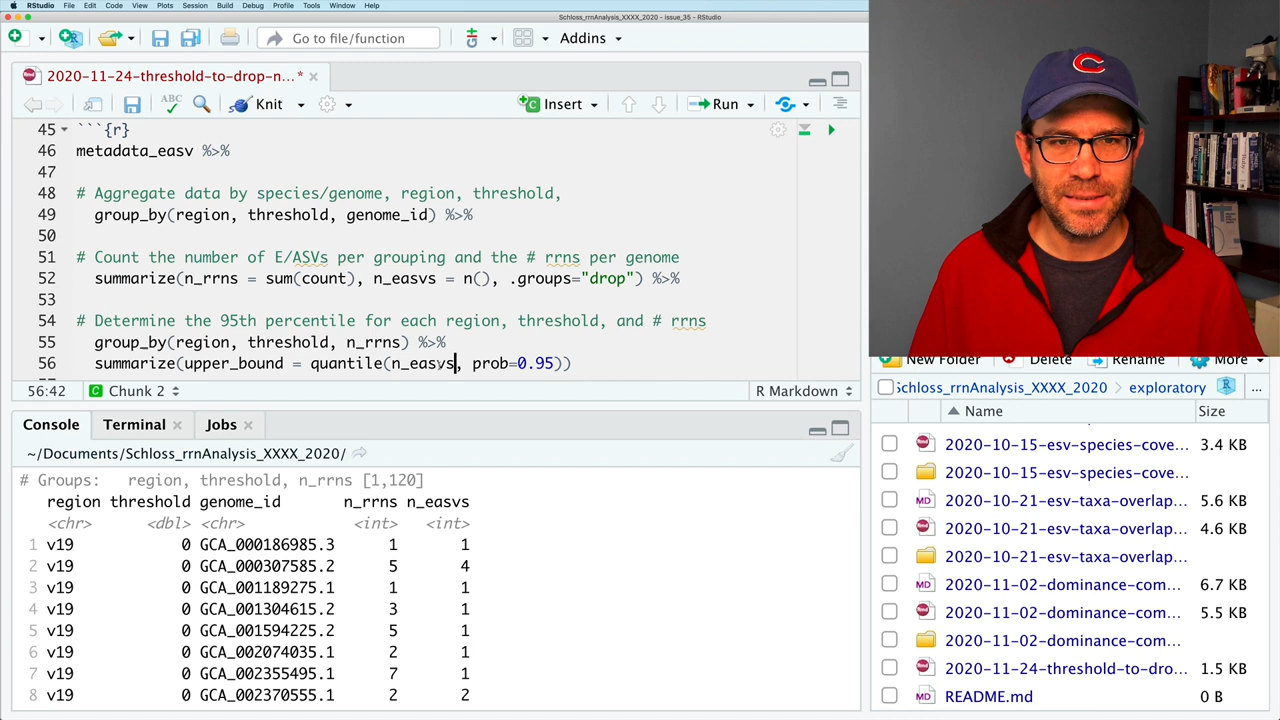 RStudio File Edit Code View Plots Session Build Debug Profile Tools Window Help
Schloss_rrnAnalysis_XXXX_2020 - issue_35 - RStudio
Go to file/function Addins
2020-11-24-threshold-to-drop-n...*
ABC Knit Insert Run
45 ```{r}
46 metadata_easv %>%
47
48 # Aggregate data by species/genome, region, threshold,
49 group_by(region, threshold, genome_id) %>%
50
51 # Count the number of E/ASVs per grouping and the # rrns per genome
52 summarize(n_rrns = sum(count), n_easvs = n(), .groups="drop") %>%
53
54 # Determine the 95th percentile for each region, threshold, and # rrns
55 group_by(region, threshold, n_rrns) %>%
56 summarize(upper_bound = quantile(n_easvs, prob=0.95))
56:42 Chunk 2 R Markdown
Console Terminal Jobs
~/Documents/Schloss_rrnAnalysis_XXXX_2020/
# Groups: region, threshold, n_rrns [1,120]
region threshold genome_id n_rrns n_easvs
<chr> <dbl> <chr> <int> <int>
1 v19 0 GCA_000186985.3 1 1
2 v19 0 GCA_000307585.2 5 4
3 v19 0 GCA_001189275.1 1 1
4 v19 0 GCA_001304615.2 3 1
5 v19 0 GCA_001594225.2 5 1
6 v19 0 GCA_002074035.1 2 1
7 v19 0 GCA_002355495.1 7 1
8 v19 0 GCA_002370555.1 2 2
New Folder Delete Rename More
Schloss_rrnAnalysis_XXXX_2020 exploratory ...
Name Size
2020-10-15-esv-species-cove... 3.4 KB
2020-10-15-esv-species-cove...
2020-10-21-esv-taxa-overlap... 5.6 KB
2020-10-21-esv-taxa-overlap... 4.6 KB
2020-10-21-esv-taxa-overlap...
2020-11-02-dominance-com... 6.7 KB
2020-11-02-dominance-com... 5.5 KB
2020-11-02-dominance-com...
2020-11-24-threshold-to-dro... 1.5 KB
README.md 0 B